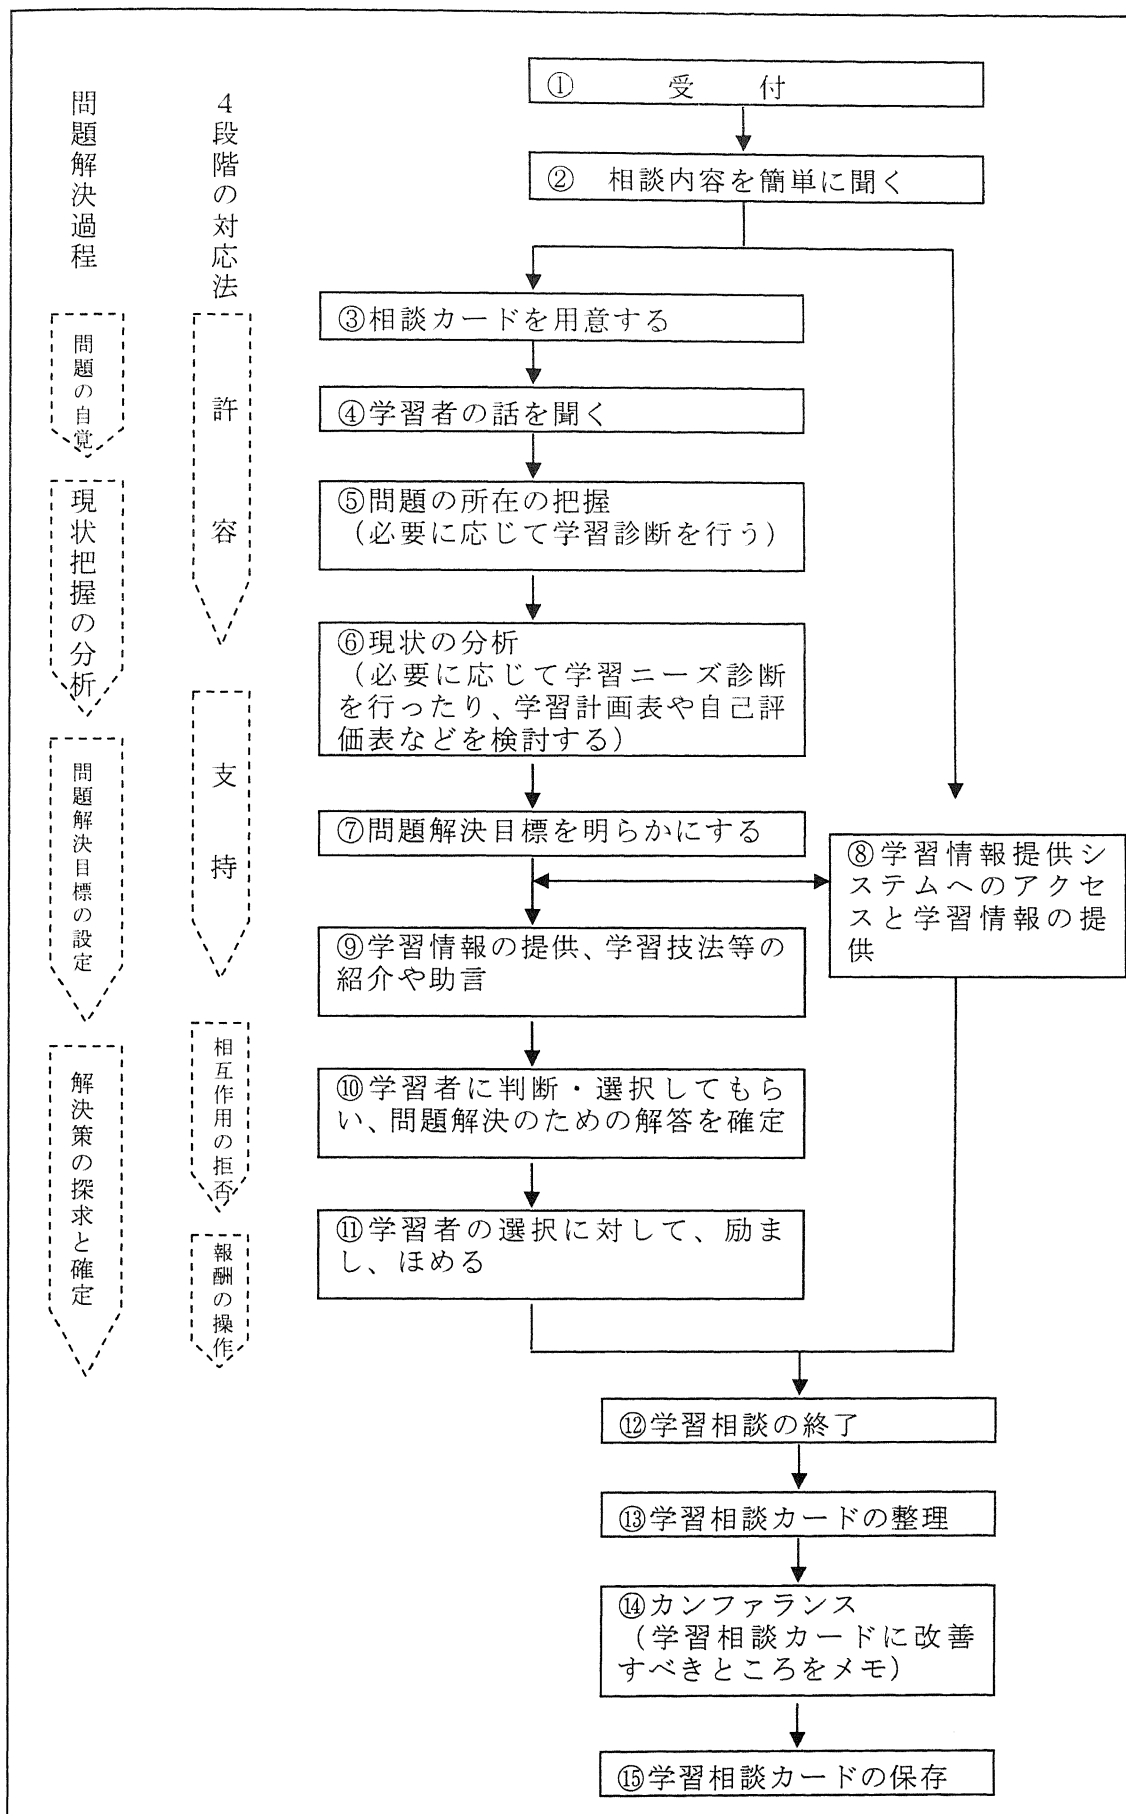 問題解決過程
4段階の対応法
① 受 付
② 相談内容を簡単に聞く
③相談カードを用意する
④学習者の話を聞く
⑤問題の所在の把握
（必要に応じて学習診断を行う）
⑥現状の分析
（必要に応じて学習ニーズ診断
を行ったり、学習計画表や自己評
価表などを検討する）
⑦問題解決目標を明らかにする
⑧学習情報提供シ
ステムへのアクセ
スと学習情報の提
供
⑨学習情報の提供、学習技法等の
紹介や助言
⑩学習者に判断・選択してもら
い、問題解決のための解答を確定
⑪学習者の選択に対して、励ま
し、ほめる
⑫学習相談の終了
⑬学習相談カードの整理
⑭カンファランス
（学習相談カードに改善
すべきところをメモ）
⑮学習相談カードの保存
問題の自覚
現状把握の分析
問題解決目標の設定
解決策の探求と確定
許容
支持
相互作用の拒否
報酬の操作